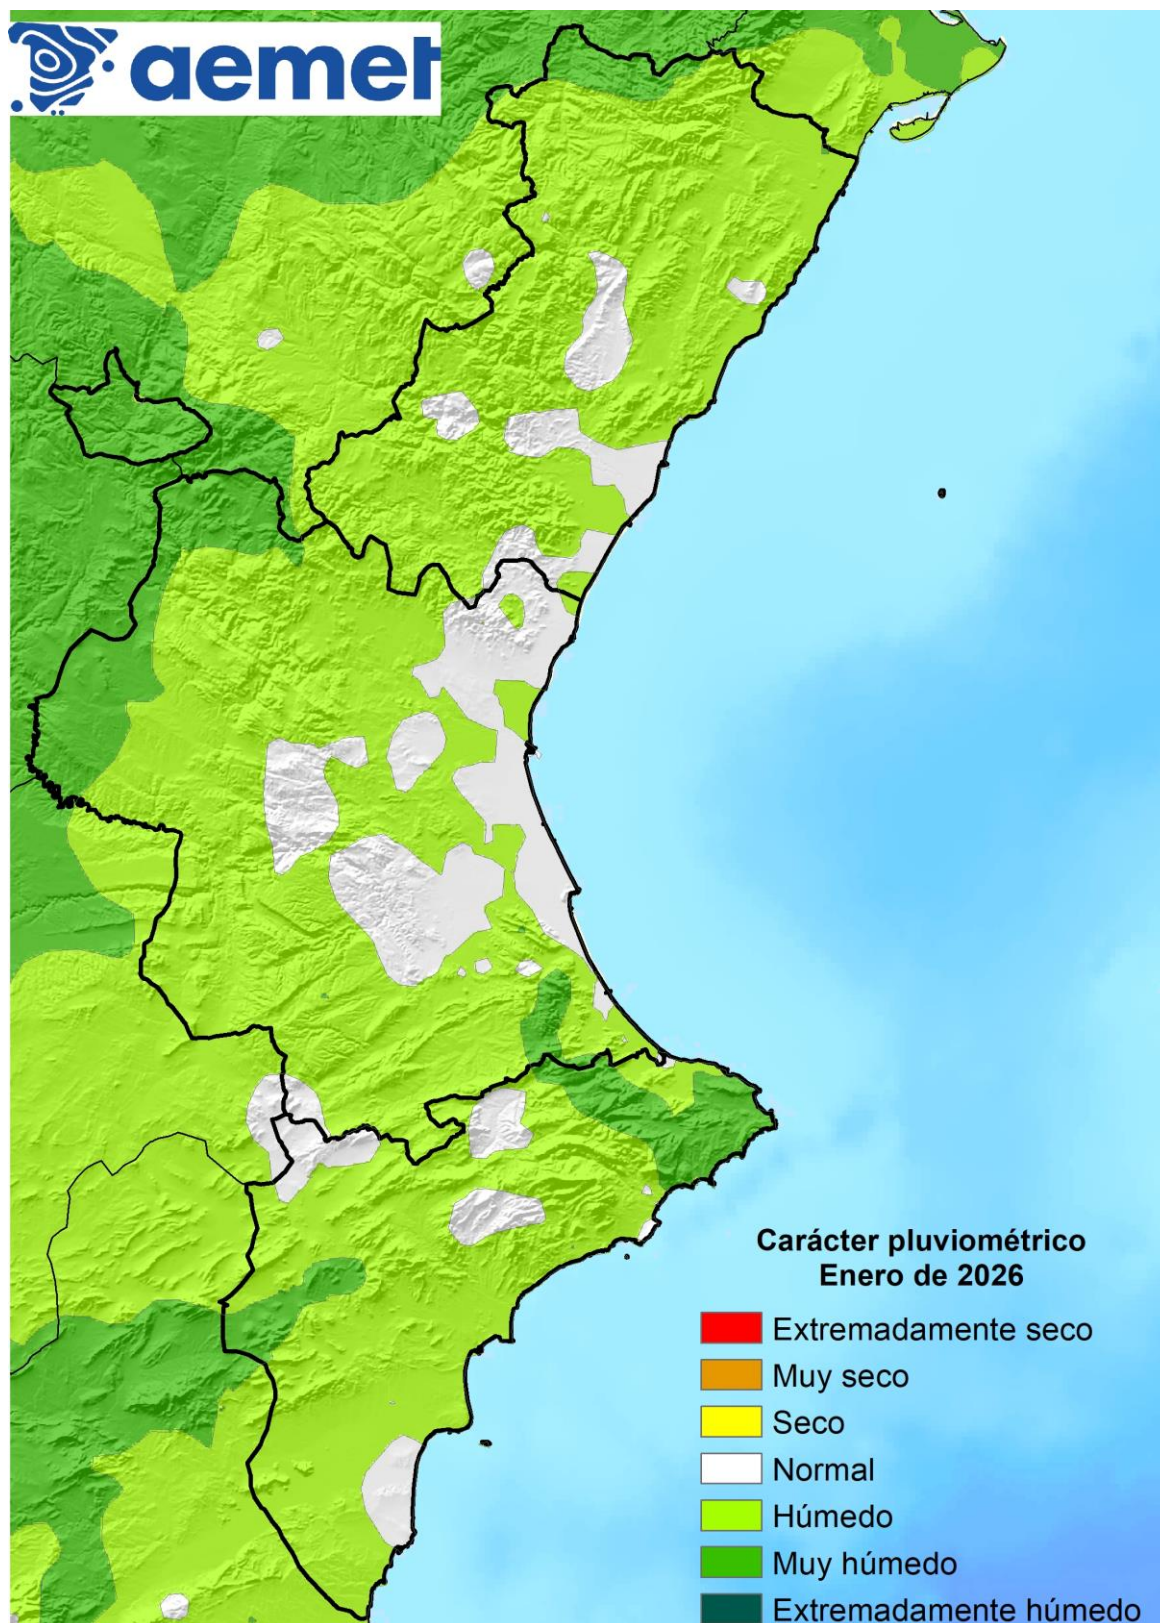 aemet
Carácter pluviométrico
Enero de 2026
Extremadamente seco
Muy seco
Seco
Normal
Húmedo
Muy húmedo
Extremadamente húmedo